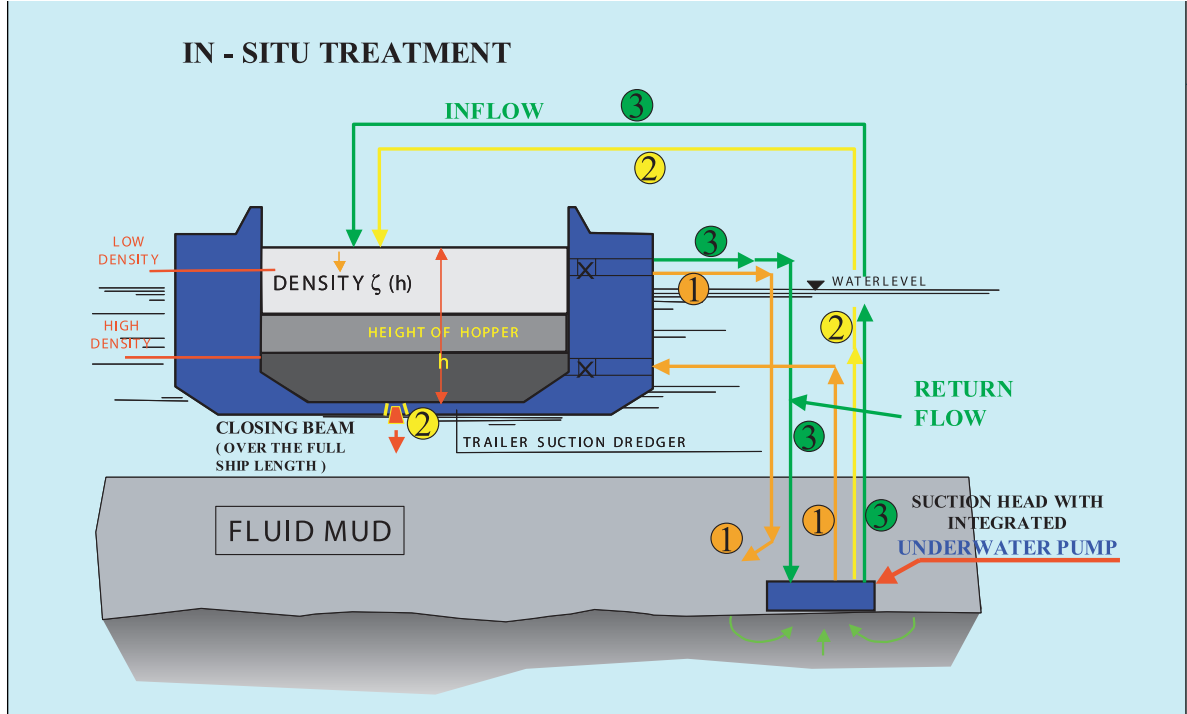 IN - SITU TREATMENT
3
INFLOW
2
LOW
DENSITY
3
DENSITY ζ (h)
1
WATERLEVEL
HIGH
DENSITY
HEIGHT OF HOPPER
h
2
RETURN
FLOW
2
CLOSING BEAM
( OVER THE FULL
SHIP LENGTH )
TRAILER SUCTION DREDGER
3
SUCTION HEAD WITH
INTEGRATED
UNDERWATER PUMP
FLUID MUD
1
1
3